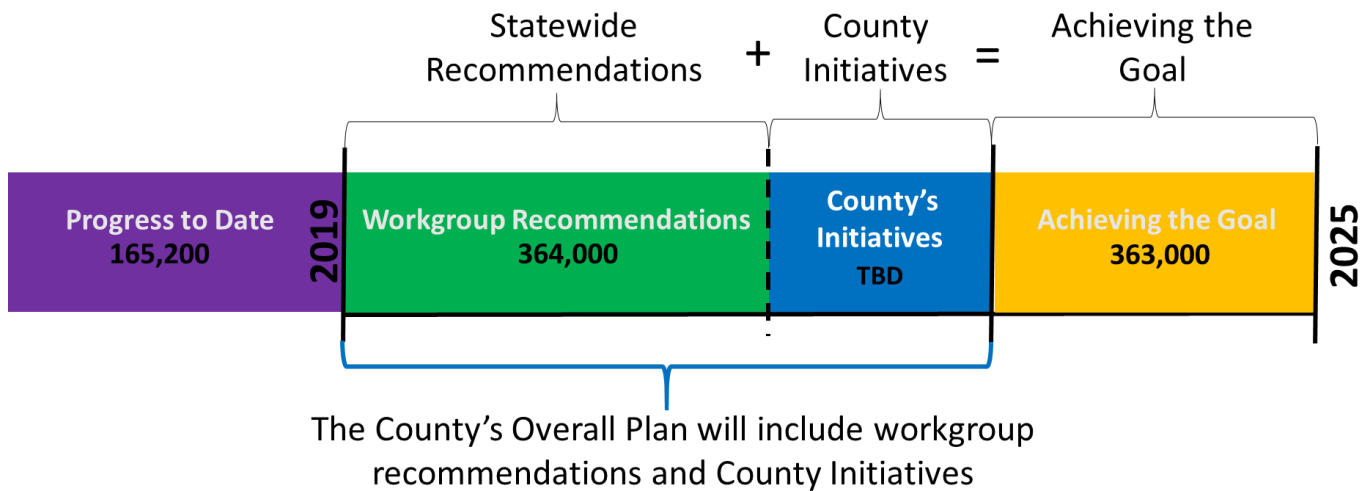 Statewide
Recommendations
+
County
Initiatives
=
Achieving the
Goal
Progress to Date
165,200
2019
Workgroup Recommendations
364,000
County’s
Initiatives
TBD
Achieving the Goal
363,000
2025
The County’s Overall Plan will include workgroup
recommendations and County Initiatives